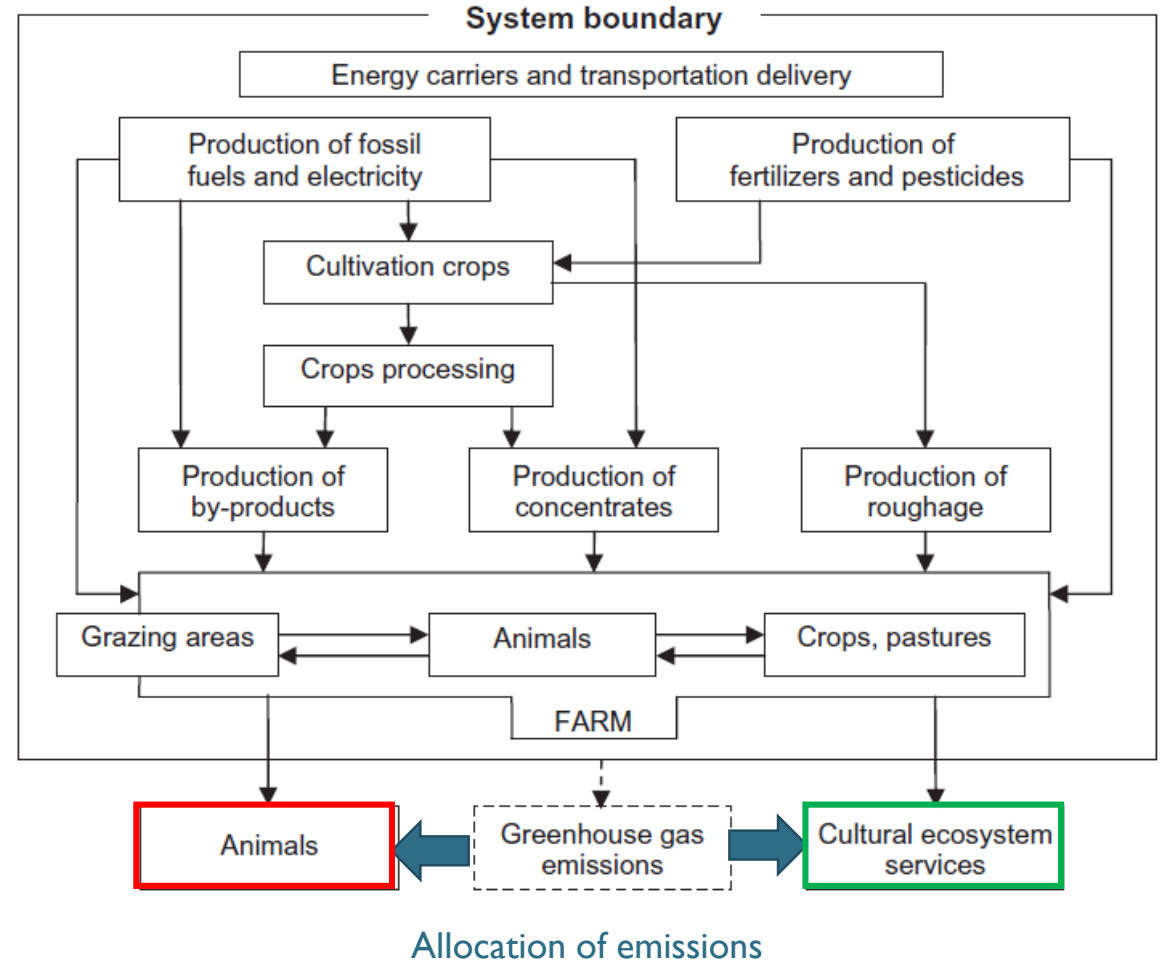 System boundary
Energy carriers and transportation delivery
Production of fossil
fuels and electricity
Production of
fertilizers and pesticides
Cultivation crops
Crops processing
Production of
by-products
Production of
concentrates
Production of
roughage
Grazing areas
Animals
Crops, pastures
FARM
Animals
Greenhouse gas
emissions
Cultural ecosystem
services
Allocation of emissions